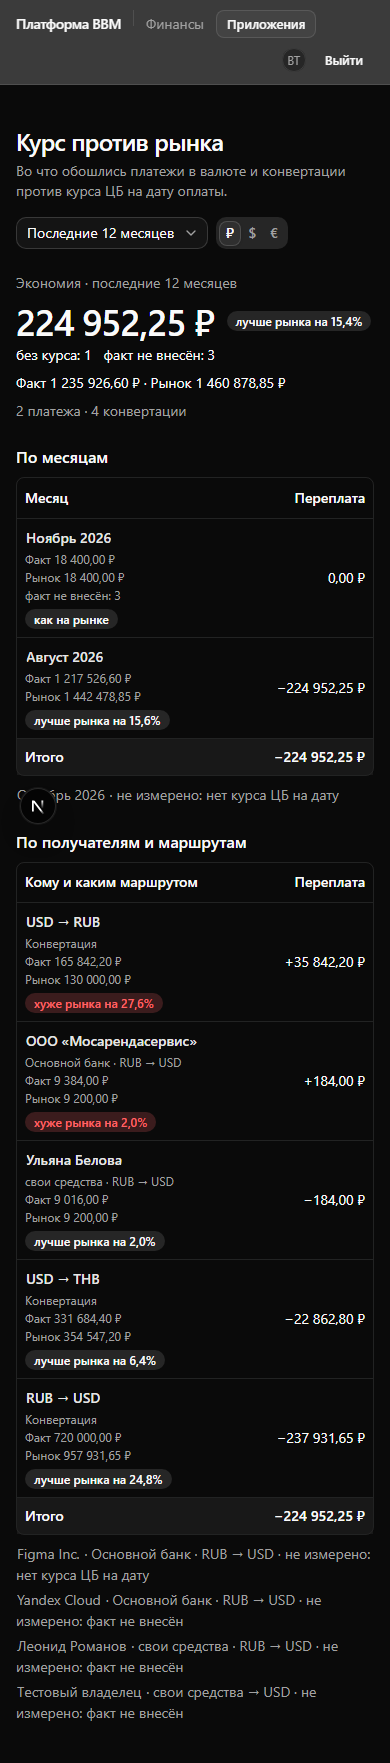 Платформа ВВМ
Финансы
Приложения
ВТ
Выйти
Курс против рынка
Во что обошлись платежи в валюте и конвертации
против курса ЦБ на дату оплаты.
Последние 12 месяцев
₽ $ €
Экономия · последние 12 месяцев
224 952,25 ₽ лучше рынка на 15,4%
без курса: 1 факт не внесён: 3
Факт 1 235 926,60 ₽ · Рынок 1 460 878,85 ₽
2 платежа · 4 конвертации
По месяцам
Месяц Переплата
Ноябрь 2026
Факт 18 400,00 ₽
Рынок 18 400,00 ₽
0,00 ₽
факт не внесён: 3
как на рынке
Август 2026
Факт 1 217 526,60 ₽
Рынок 1 442 478,85 ₽
−224 952,25 ₽
лучше рынка на 15,6%
Итого −224 952,25 ₽
N
2026 · не измерено: нет курса ЦБ на дату
По получателям и маршрутам
Кому и каким маршрутом Переплата
USD → RUB
Конвертация
Факт 165 842,20 ₽
+35 842,20 ₽
Рынок 130 000,00 ₽
хуже рынка на 27,6%
ООО «Мосарендасервис»
Основной банк · RUB → USD
Факт 9 384,00 ₽
+184,00 ₽
Рынок 9 200,00 ₽
хуже рынка на 2,0%
Ульяна Белова
свои средства · RUB → USD
Факт 9 016,00 ₽
−184,00 ₽
Рынок 9 200,00 ₽
лучше рынка на 2,0%
USD → THB
Конвертация
Факт 331 684,40 ₽
−22 862,80 ₽
Рынок 354 547,20 ₽
лучше рынка на 6,4%
RUB → USD
Конвертация
Факт 720 000,00 ₽
−237 931,65 ₽
Рынок 957 931,65 ₽
лучше рынка на 24,8%
Итого −224 952,25 ₽
Figma Inc. · Основной банк · RUB → USD · не измерено:
нет курса ЦБ на дату
Yandex Cloud · Основной банк · RUB → USD · не
измерено: факт не внесён
Леонид Романов · свои средства · RUB → USD · не
измерено: факт не внесён
Тестовый владелец · свои средства → USD · не
измерено: факт не внесён